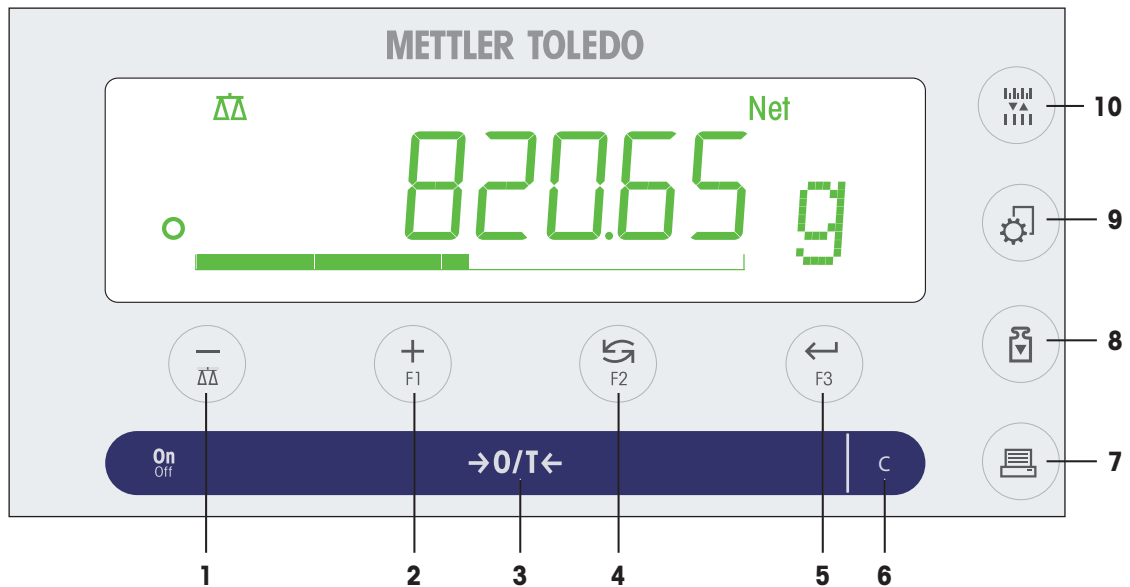 METTLER TOLEDO
Net
820.65 g
10
9
8
F1
F2
F3
On
Off
→0/T←
C
7
1
2
3
4
5
6